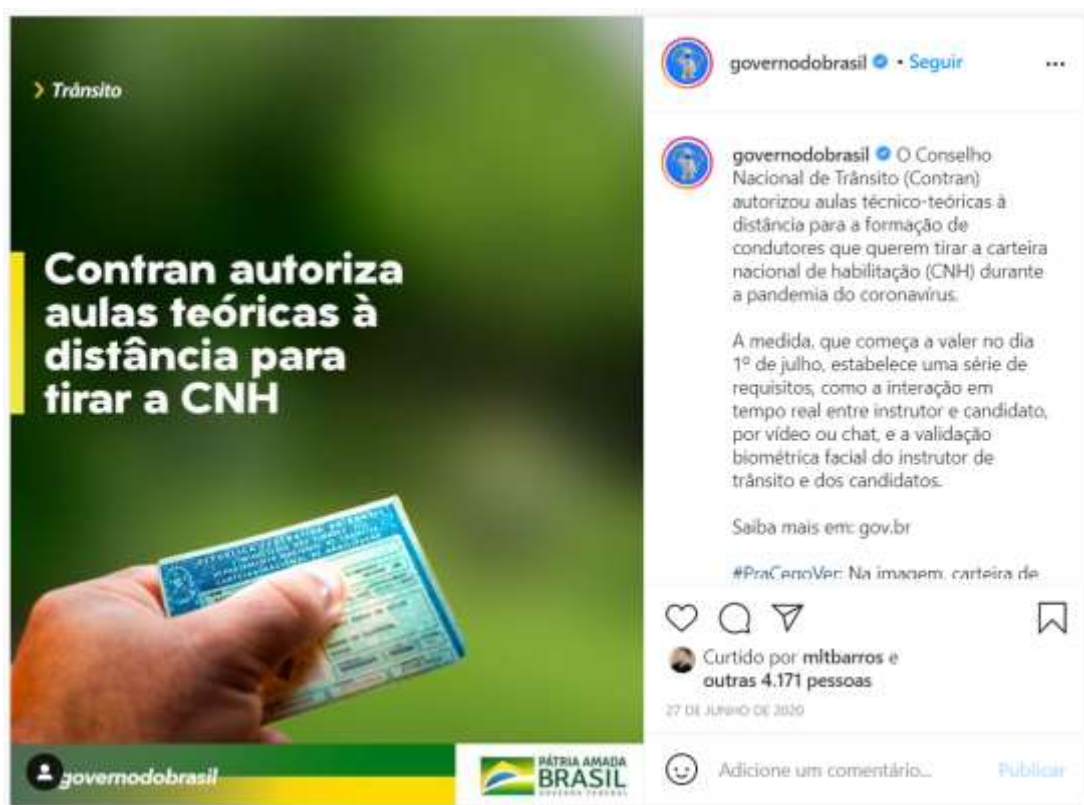 Trânsito
Contran autoriza
aulas teóricas à
distância para
tirar a CNH
governodobrasil
PÁTRIA AMADA
BRASIL
GOVERNO FEDERAL
governodobrasil • Seguir
governodobrasil O Conselho
Nacional de Trânsito (Contran)
autorizou aulas técnico-teóricas à
distância para a formação de
condutores que querem tirar a carteira
nacional de habilitação (CNH) durante
a pandemia do coronavírus.
A medida, que começa a valer no dia
1º de julho, estabelece uma série de
requisitos, como a interação em
tempo real entre instrutor e candidato,
por vídeo ou chat, e a validação
biométrica facial do instrutor de
trânsito e dos candidatos.
Saiba mais em: gov.br
#PraCegoVer: Na imagem, carteira de
Curtido por mltbarros e
outras 4.171 pessoas
27 DE JUNHO DE 2020
Adicione um comentário...
Publicar